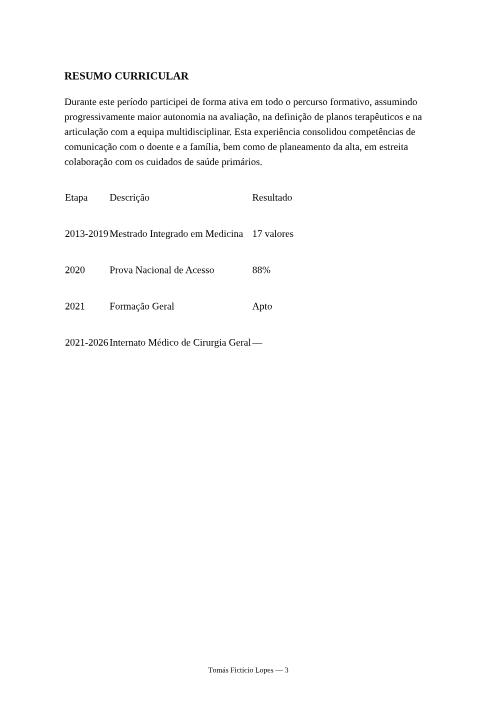 RESUMO CURRICULAR
Durante este período participei de forma ativa em todo o percurso formativo, assumindo
progressivamente maior autonomia na avaliação, na definição de planos terapêuticos e na
articulação com a equipa multidisciplinar. Esta experiência consolidou competências de
comunicação com o doente e a família, bem como de planeamento da alta, em estreita
colaboração com os cuidados de saúde primários.
Etapa Descrição Resultado
2013-2019 Mestrado Integrado em Medicina 17 valores
2020 Prova Nacional de Acesso 88%
2021 Formação Geral Apto
2021-2026 Internato Médico de Cirurgia Geral —
Tomás Fictício Lopes — 3